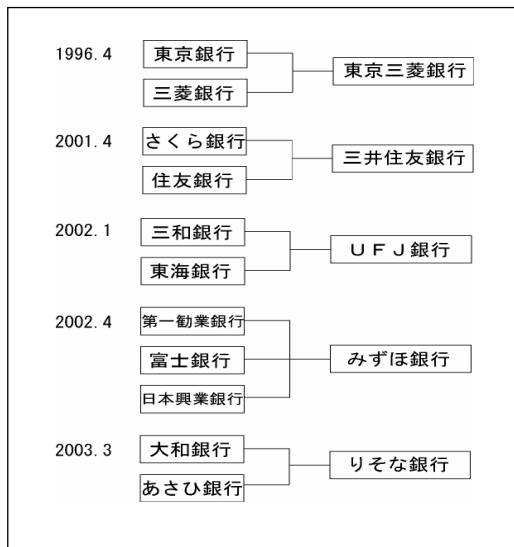 1996.4
東京銀行
三菱銀行
東京三菱銀行
2001.4
さくら銀行
住友銀行
三井住友銀行
2002.1
三和銀行
東海銀行
ＵＦＪ銀行
2002.4
第一勧業銀行
富士銀行
日本興業銀行
みずほ銀行
2003.3
大和銀行
あさひ銀行
りそな銀行